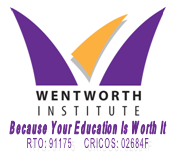 WENTWORTH
INSTITUTE
Because Your Education Is Worth It
RTO: 91175 CRICOS: 02684F